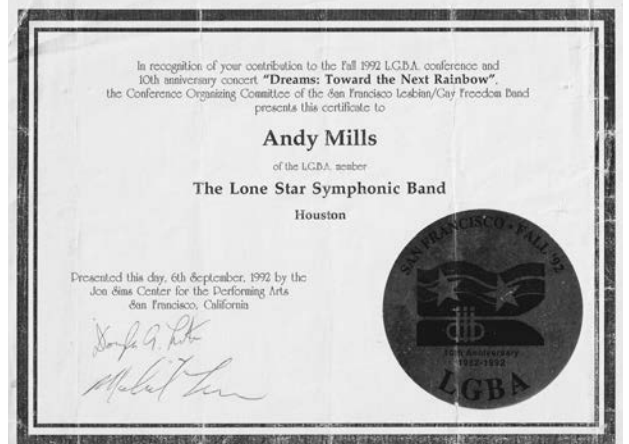 In recognition of your contribution to the Fall 1992 L.G.B.A. conference and
10th anniversary concert "Dreams: Toward the Next Rainbow",
the Conference Organizing Committee of the San Francisco Lesbian/Gay Freedom Band
presents this certificate to
Andy Mills
of the L.G.B.A. member
The Lone Star Symphonic Band
Houston
Presented this day, 6th September, 1992 by the
Jon Sims Center for the Performing Arts
San Francisco, California
SAN FRANCISCO • FALL '92
10th Anniversary
1982-1992
LGBA